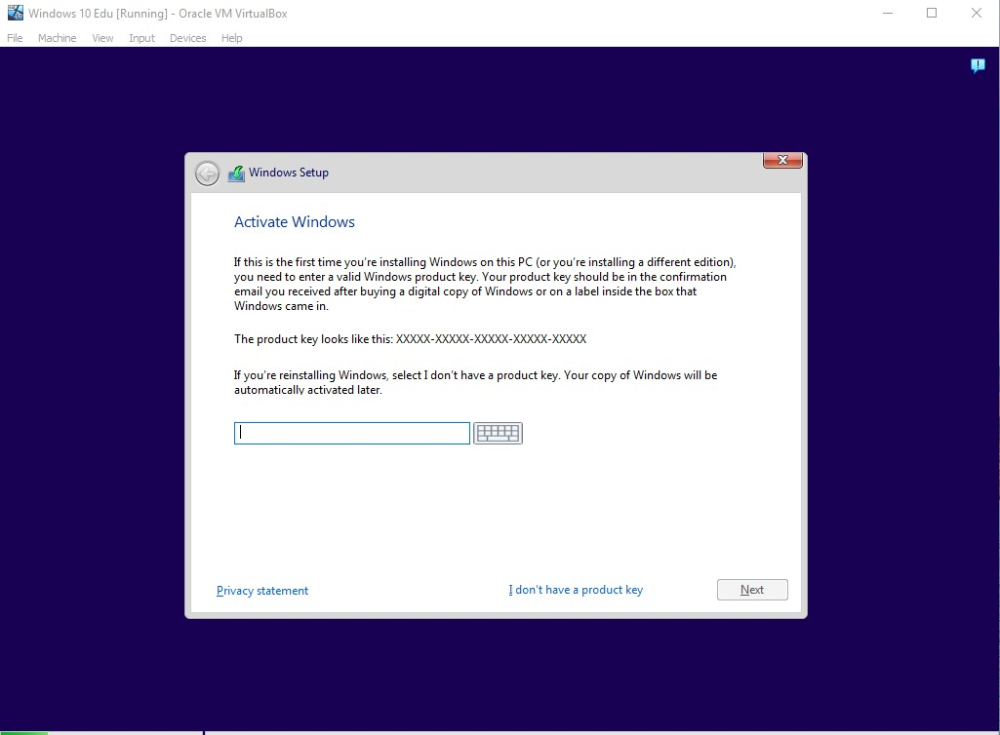 Windows 10 Edu [Running] - Oracle VM VirtualBox
File Machine View Input Devices Help
Windows Setup
Activate Windows
If this is the first time you're installing Windows on this PC (or you're installing a different edition),
you need to enter a valid Windows product key. Your product key should be in the confirmation
email you received after buying a digital copy of Windows or on a label inside the box that
Windows came in.
The product key looks like this: XXXXX-XXXXX-XXXXX-XXXXX-XXXXX
If you're reinstalling Windows, select I don't have a product key. Your copy of Windows will be
automatically activated later.
Privacy statement
I don't have a product key
Next